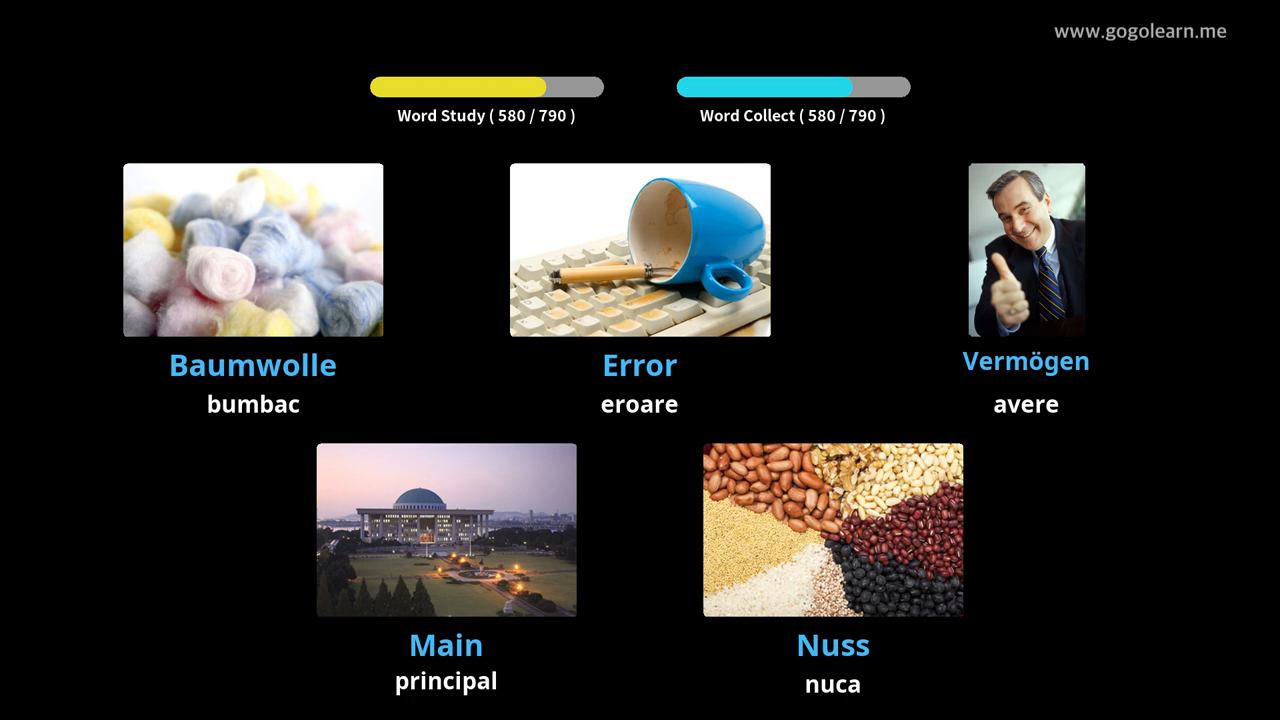 www.gogolearn.me
Word Study ( 580 / 790 )
Word Collect ( 580 / 790 )
Baumwolle
bumbac
Error
eroare
Vermögen
avere
Main
principal
Nuss
nuca